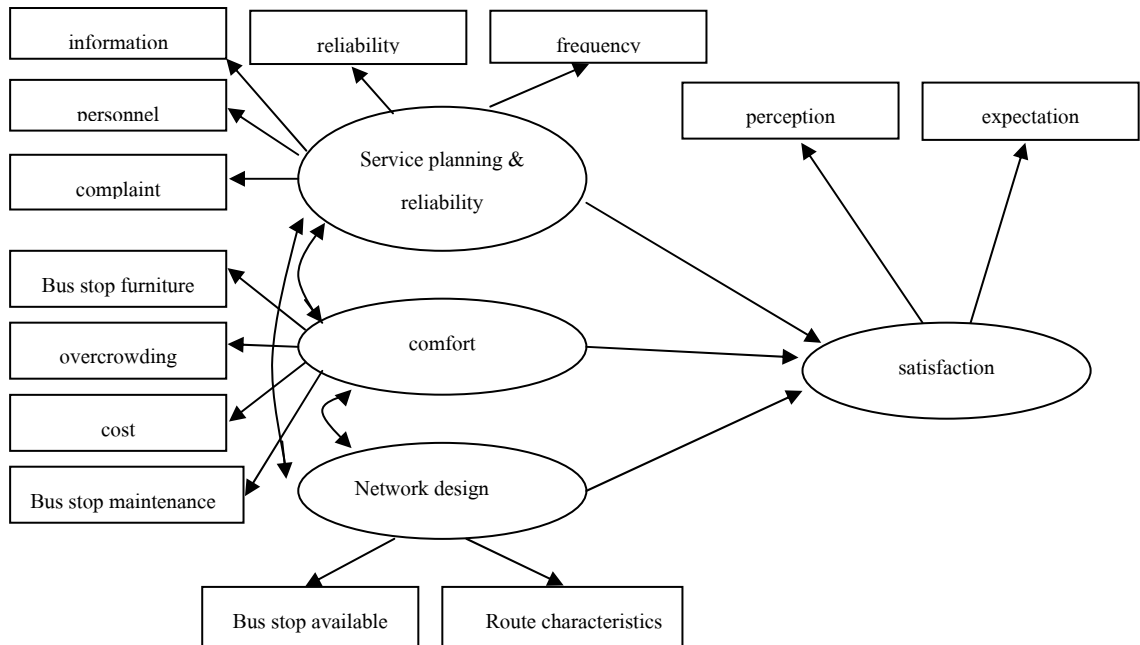 information
reliability
frequency
personnel
perception
expectation
Service planning &
reliability
complaint
Bus stop furniture
overcrowding
comfort
satisfaction
cost
Bus stop maintenance
Network design
Bus stop available
Route characteristics